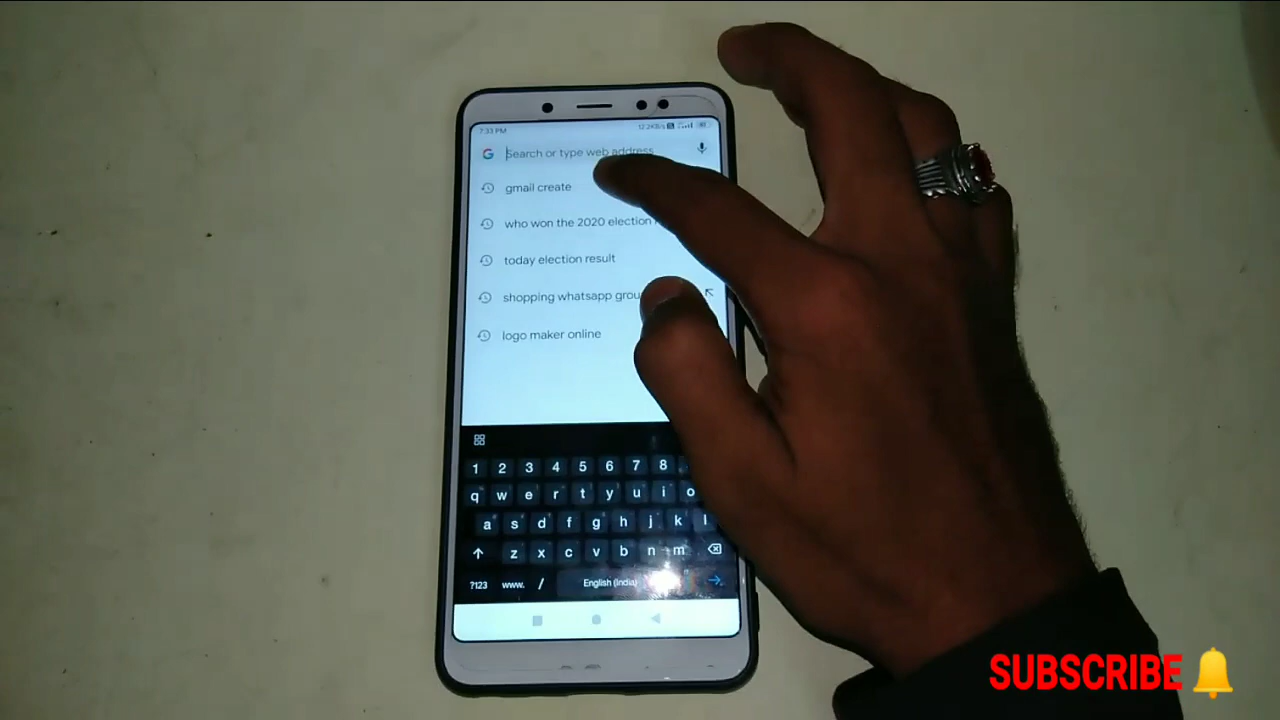 7:33 PM
Search or type web address
gmail create
who won the 2020 election
today election result
shopping whatsapp
logo maker online
1 2 3 4 5 6 7 8
q w e r t y u i o
a s d f g h j k l
z x c v b n m
?123 www. / English (India)
SUBSCRIBE